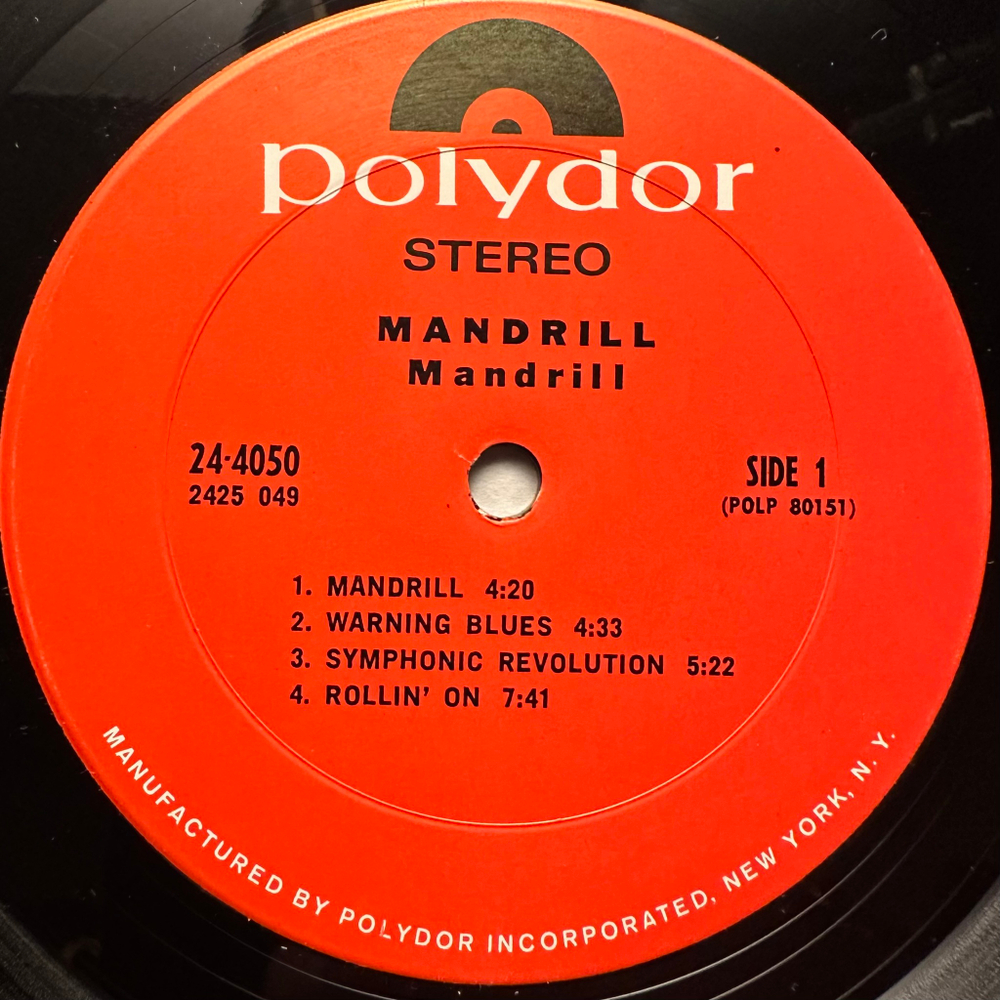 polydor
STEREO
MANDRILL
Mandrill
24-4050
2425 049
SIDE 1
(POLP 80151)
1. MANDRILL 4:20
2. WARNING BLUES 4:33
3. SYMPHONIC REVOLUTION 5:22
4. ROLLIN' ON 7:41
MANUFACTURED BY POLYDOR INCORPORATED, NEW YORK, N. Y.